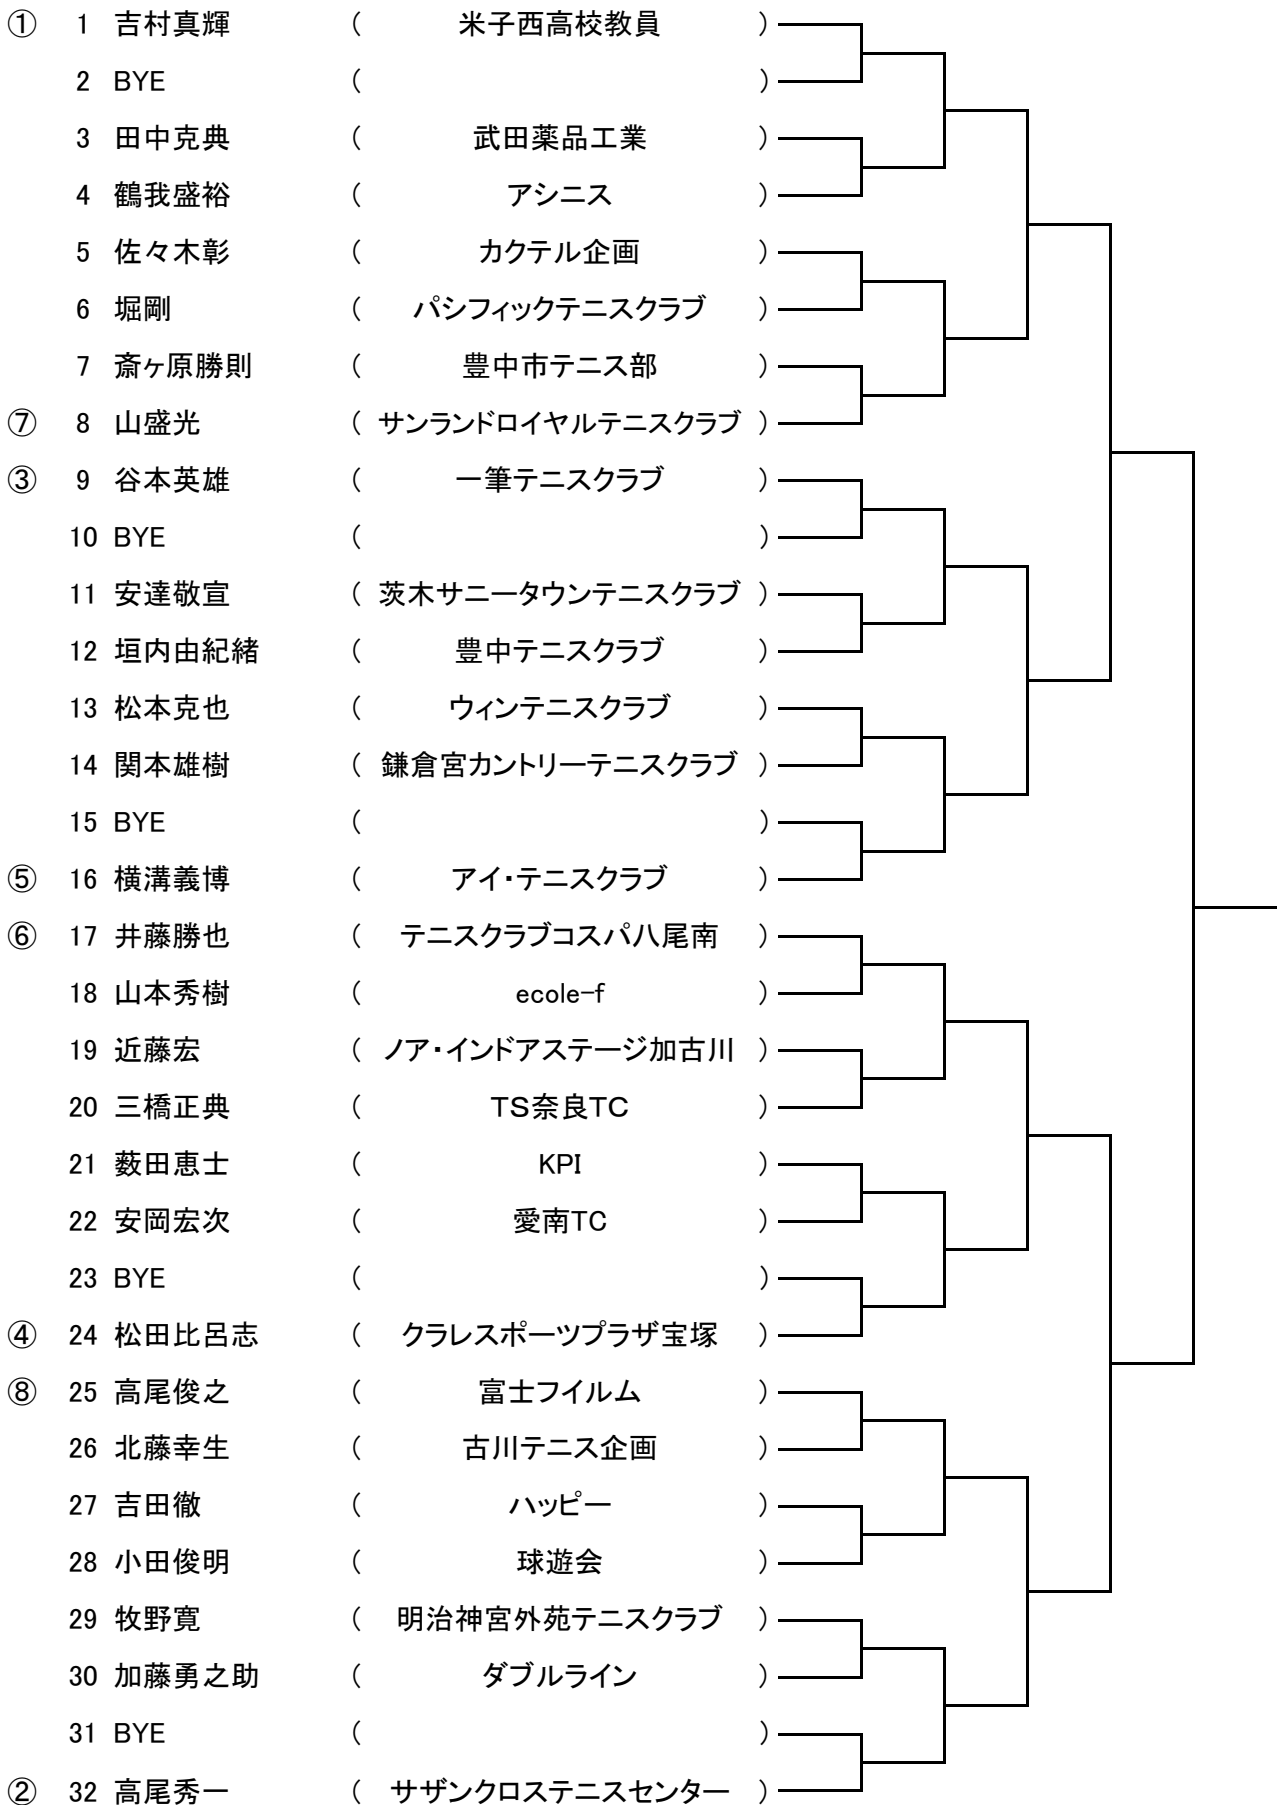 ① 1 吉村真輝 ( 米子西高校教員 )
2 BYE ( )
3 田中克典 ( 武田薬品工業 )
4 鶴我盛裕 ( アシニス )
5 佐々木彰 ( カクテル企画 )
6 堀剛 ( パシフィックテニスクラブ )
7 斎ヶ原勝則 ( 豊中市テニス部 )
⑦ 8 山盛光 ( サンランドロイヤルテニスクラブ )
③ 9 谷本英雄 ( 一筆テニスクラブ )
10 BYE ( )
11 安達敬宣 ( 茨木サニータウンテニスクラブ )
12 垣内由紀緒 ( 豊中テニスクラブ )
13 松本克也 ( ウィンテニスクラブ )
14 関本雄樹 ( 鎌倉宮カントリーテニスクラブ )
15 BYE ( )
⑤ 16 横溝義博 ( アイ・テニスクラブ )
⑥ 17 井藤勝也 ( テニスクラブコスパ八尾南 )
18 山本秀樹 ( ecole-f )
19 近藤宏 ( ノア・インドアステージ加古川 )
20 三橋正典 ( TS奈良TC )
21 薮田恵士 ( KPI )
22 安岡宏次 ( 愛南TC )
23 BYE ( )
④ 24 松田比呂志 ( クラレスポーツプラザ宝塚 )
⑧ 25 高尾俊之 ( 富士フイルム )
26 北藤幸生 ( 古川テニス企画 )
27 吉田徹 ( ハッピー )
28 小田俊明 ( 球遊会 )
29 牧野寛 ( 明治神宮外苑テニスクラブ )
30 加藤勇之助 ( ダブルライン )
31 BYE ( )
② 32 高尾秀一 ( サザンクロステニスセンター )